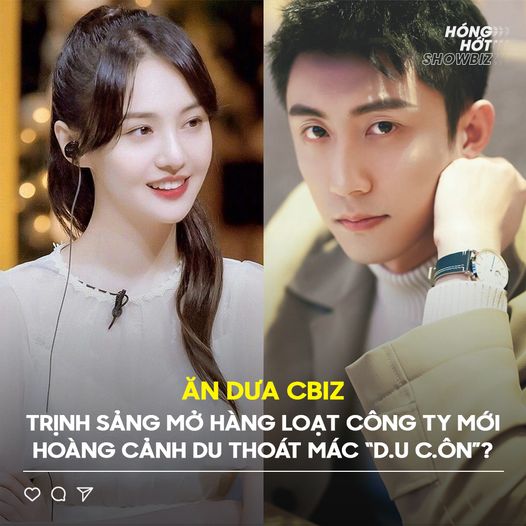 HÓNG
HỚT
SHOWBIZ
ĂN DƯA CBIZ
TRỊNH SẢNG MỞ HÀNG LOẠT CÔNG TY MỚI
HOÀNG CẢNH DU THOÁT MÁC “D.U C.ÔN”?